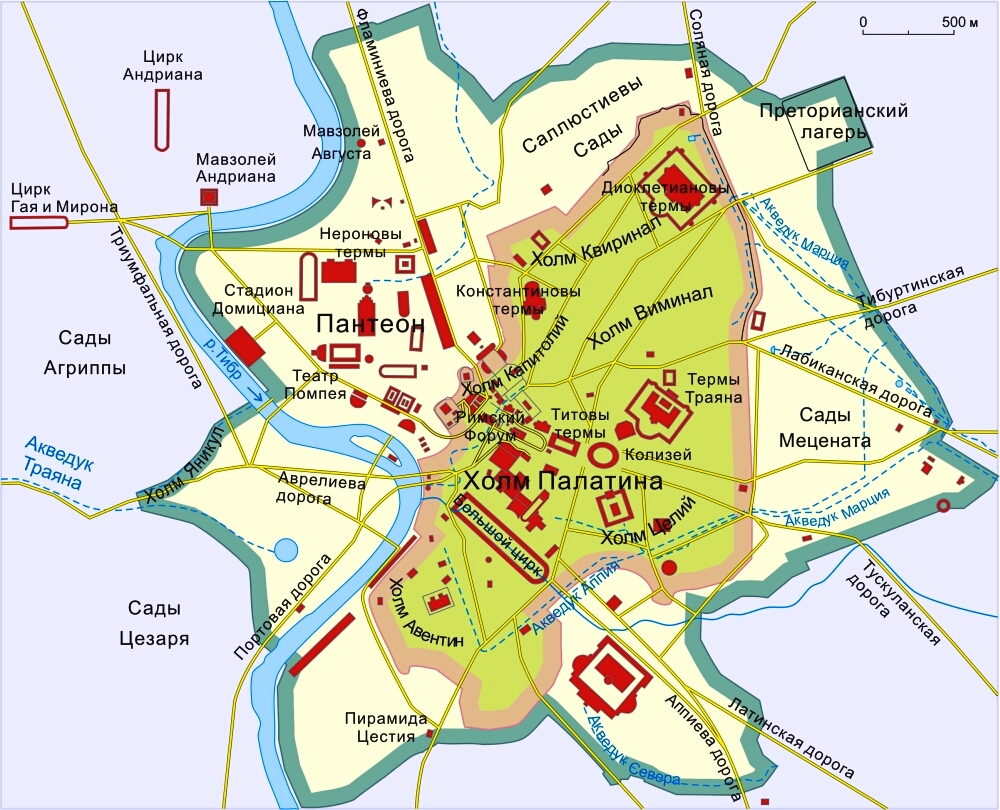 0 500 м
Цирк
Андриана
Фламиниева дорога
Соляная дорога
Саллюстиевы
Сады
Преторианский
лагерь
Мавзолей
Августа
Мавзолей
Андриана
Цирк
Гая и Мирона
Диоклетиановы
термы
Акведук Марция
Нероновы
термы
Холм Квиринал
Триумфальная дорога
Стадион
Домициана
Константиновы
термы
Холм Виминал
Тибуртинская
дорога
Пантеон
Сады
Агриппы
р.Тибр
Холм Капитолий
Лабиканская дорога
Театр
Помпея
Термы
Траяна
Римский
Форум
Титовы
термы
Сады
Мецената
Колизей
Акведук
Траяна
Холм Яникул
Аврелиева
дорога
Холм Палатина
Большой цирк
Холм Целий
Акведук Марция
Акведук Аппия
Тускуланская
дорога
Холм Авентин
Портовая дорога
Сады
Цезаря
Пирамида
Цестия
Аппиева дорога
Латинская дорога
Акведук Севера